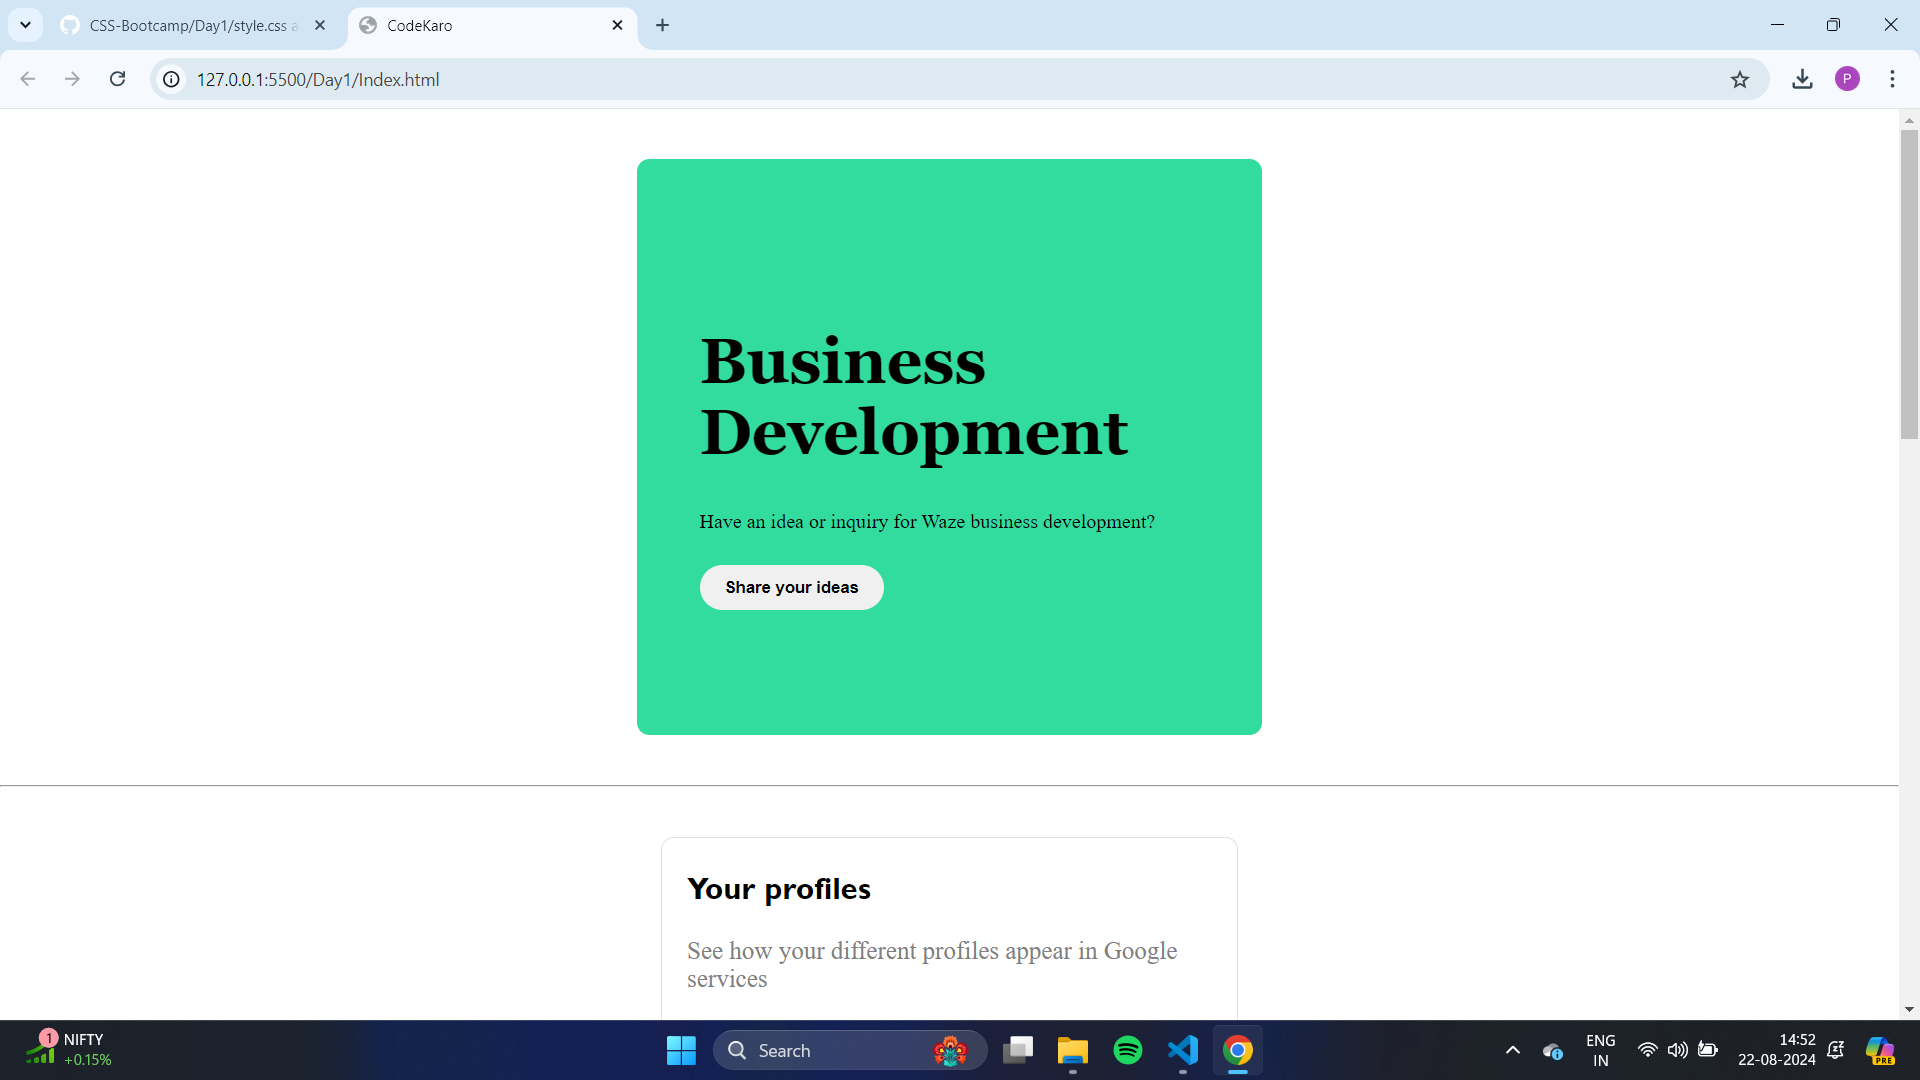 CSS-Bootcamp/Day1/style.css a
CodeKaro
127.0.0.1:5500/Day1/Index.html
P
Business
Development
Have an idea or inquiry for Waze business development?
Share your ideas
Your profiles
See how your different profiles appear in Google
services
1
NIFTY
+0.15%
Search
ENG
IN
14:52
22-08-2024
PRE